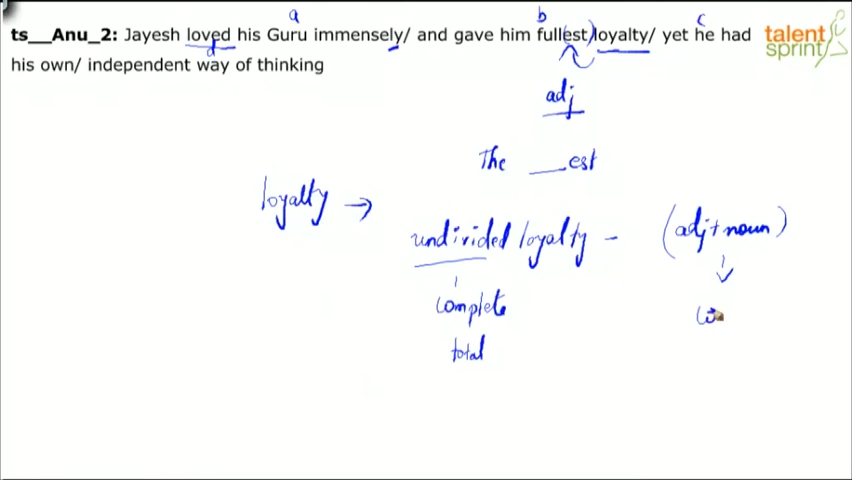 a b c
ts__Anu_2: Jayesh loved his Guru immensely/ and gave him fullest loyalty/ yet he had
d
his own/ independent way of thinking
talent
sprint
adj
The __est
loyalty →
undivided loyalty - (adj + noun)
complete
total